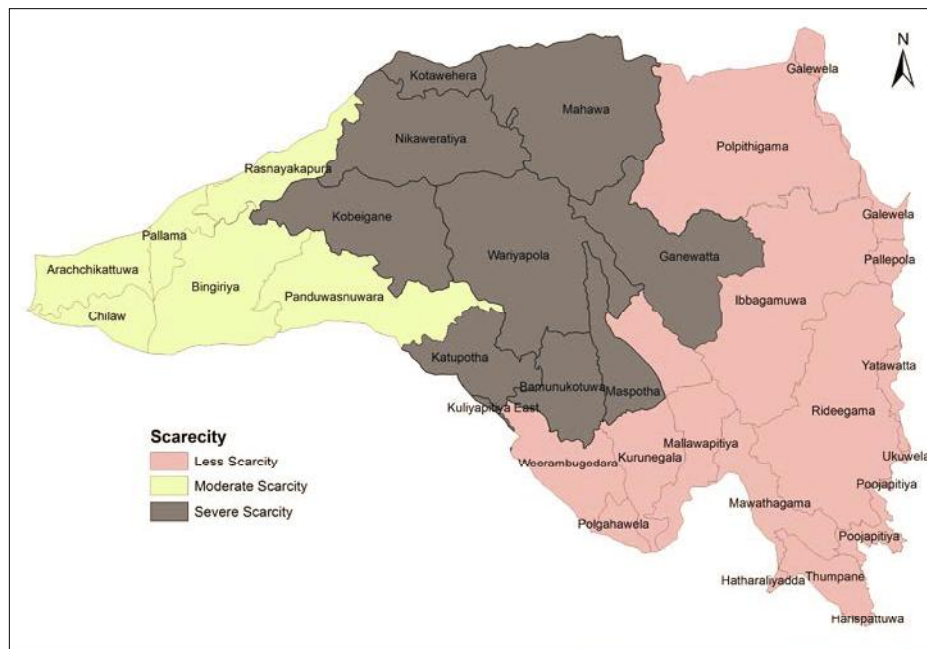 N
Galewela
Kotawehera
Mahawa
Nikaweratiya
Polpithigama
Rasnayakapura
Galewela
Kobeigane
Pallama
Wariyapola
Ganewatta
Pallepola
Arachchikattuwa
Bingiriya
Panduwasnuwara
Ibbagamuwa
Chilaw
Katupotha
Yatawatta
Bamunukotuwa
Maspotha
Kuliyapitiya East
Rideegama
Scarecity
Less Scarcity
Moderate Scarcity
Severe Scarcity
Mallawapitiya
Weerambugedara
Kurunegala
Ukuwela
Poojapitiya
Mawathagama
Polgahawela
Poojapitiya
Hatharaliyadda
Thumpane
Harispattuwa